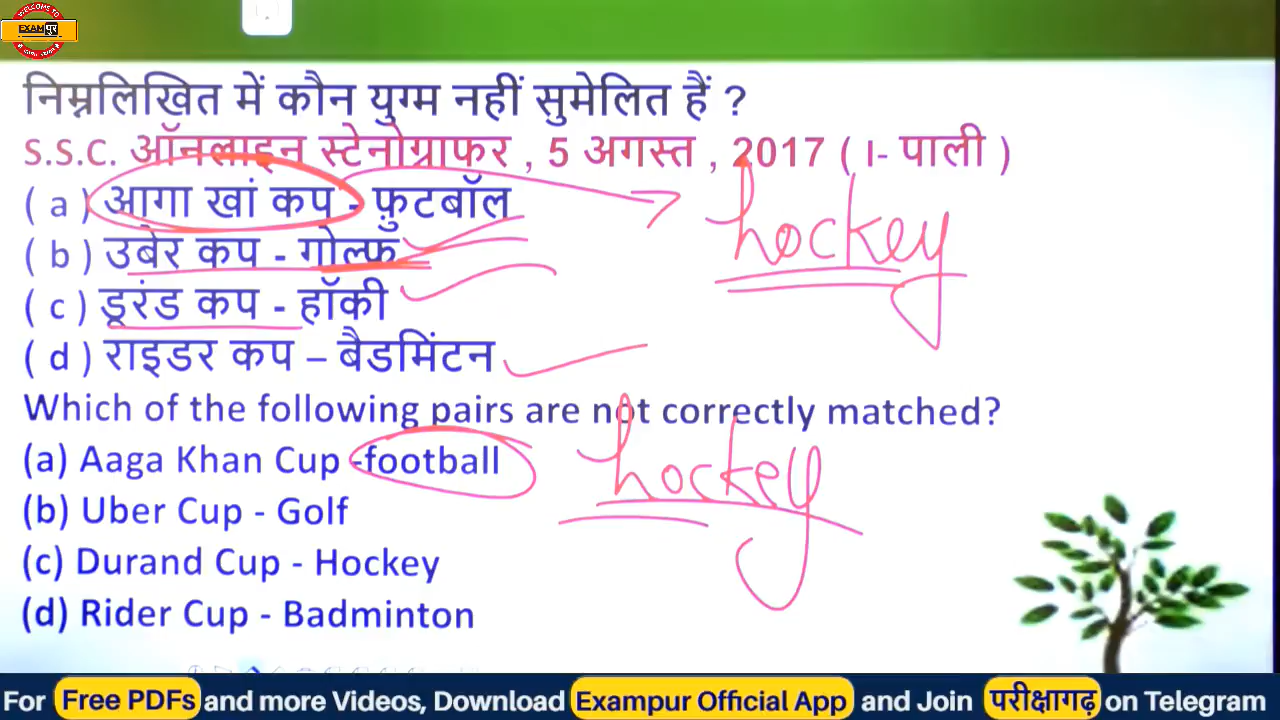 WELCOME TO
EXAMपुर
निम्नलिखित में कौन युग्म नहीं सुमेलित हैं ?
S.S.C. ऑनलाइन स्टेनोग्राफर , 5 अगस्त , 2017 ( I- पाली )
( a ) आगा खां कप - फ़ुटबॉल
hockey
( b ) उबेर कप - गोल्फ
( c ) डूरंड कप - हॉकी
( d ) राइडर कप – बैडमिंटन
Which of the following pairs are not correctly matched?
(a) Aaga Khan Cup -football
hockey
(b) Uber Cup - Golf
(c) Durand Cup - Hockey
(d) Rider Cup - Badminton
For Free PDFs and more Videos, Download Exampur Official App and Join परीक्षागढ़ on Telegram